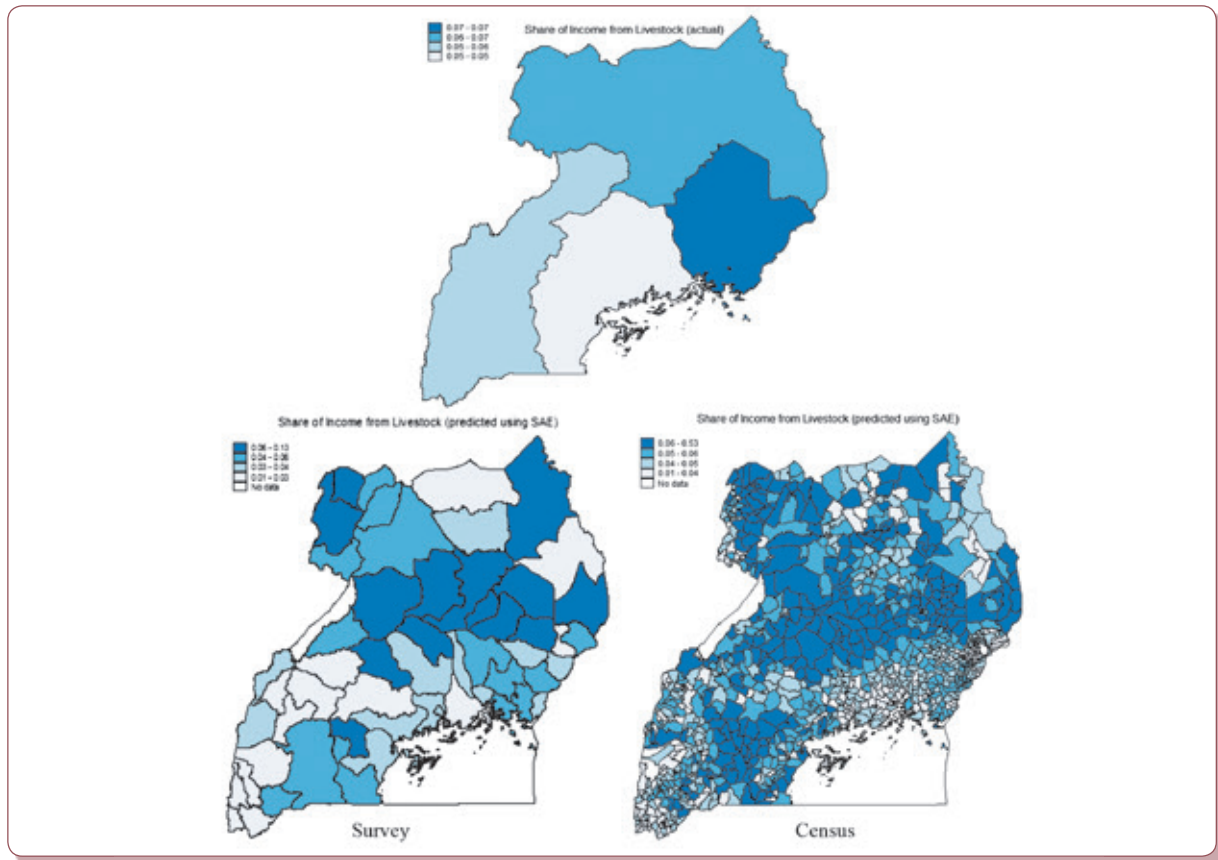 Share of Income from Livestock (actual)
0.07 - 0.07
0.06 - 0.07
0.05 - 0.06
0.05 - 0.05
Share of Income from Livestock (predicted using SAE)
0.06 - 0.13
0.04 - 0.06
0.03 - 0.04
0.01 - 0.03
No data
Survey
Share of Income from Livestock (predicted using SAE)
0.06 - 0.53
0.05 - 0.06
0.04 - 0.05
0.01 - 0.04
No data
Census